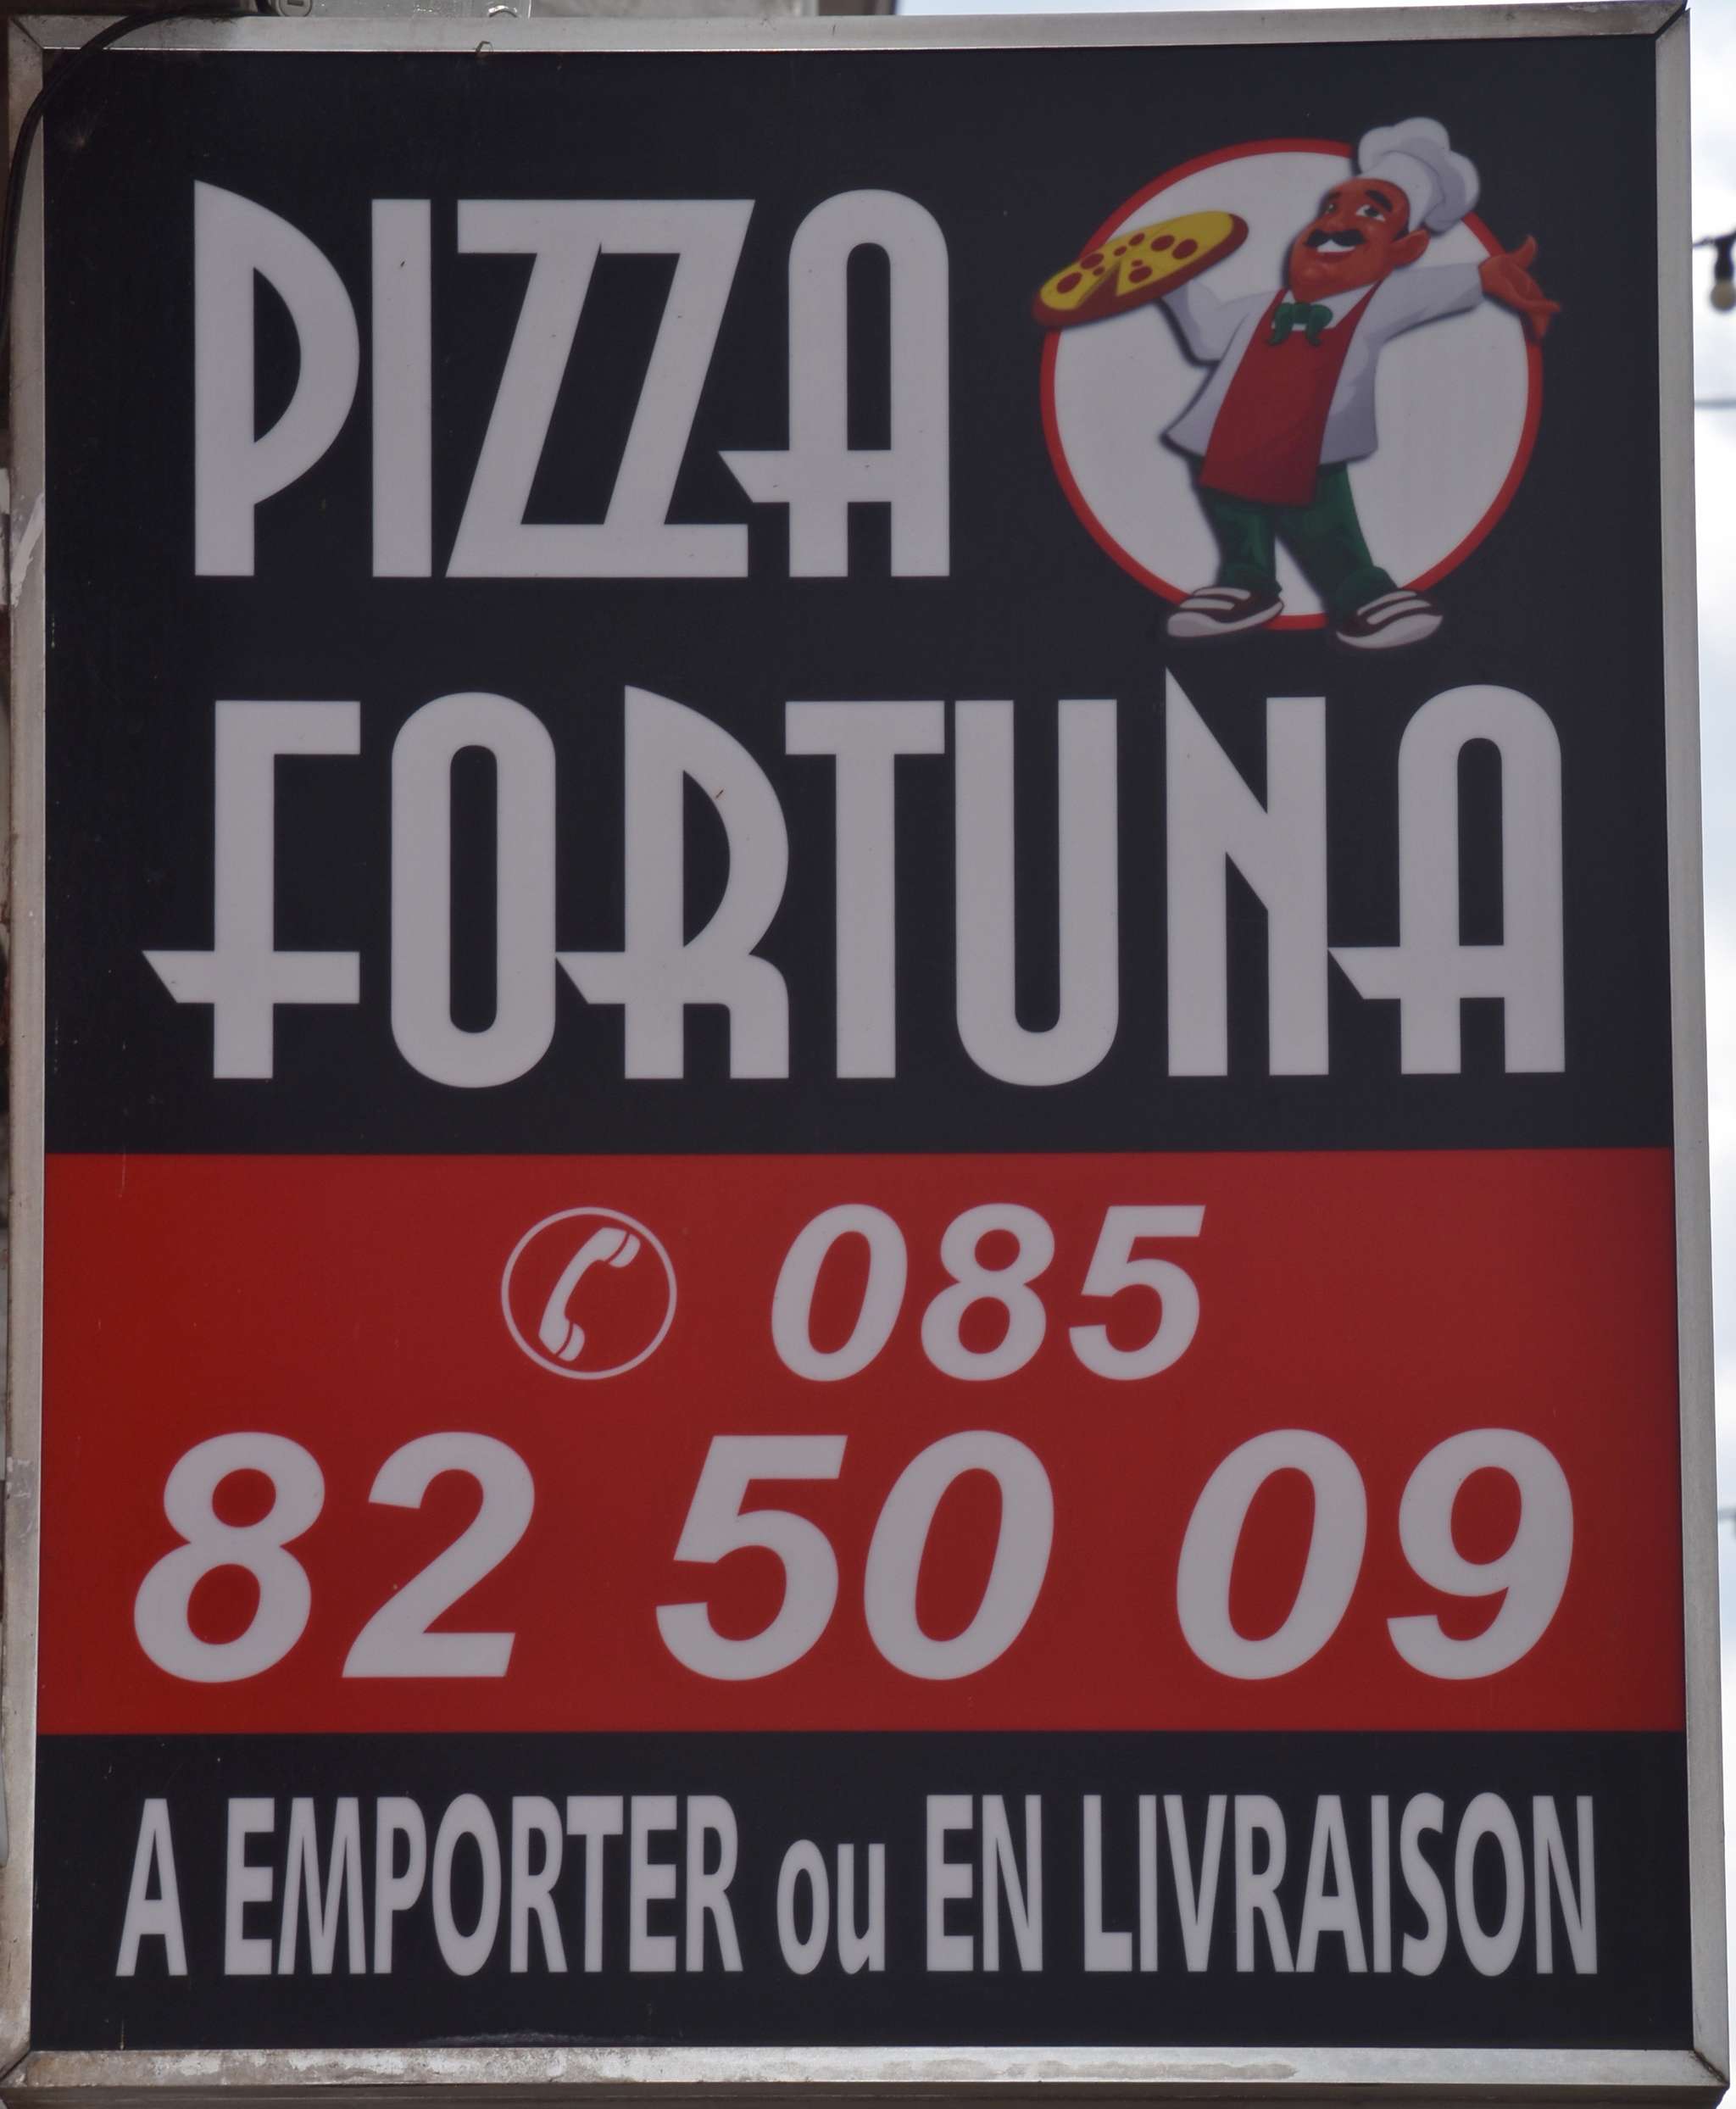 PIZZA
FORTUNA
085
82 50 09
A EMPORTER ou EN LIVRAISON